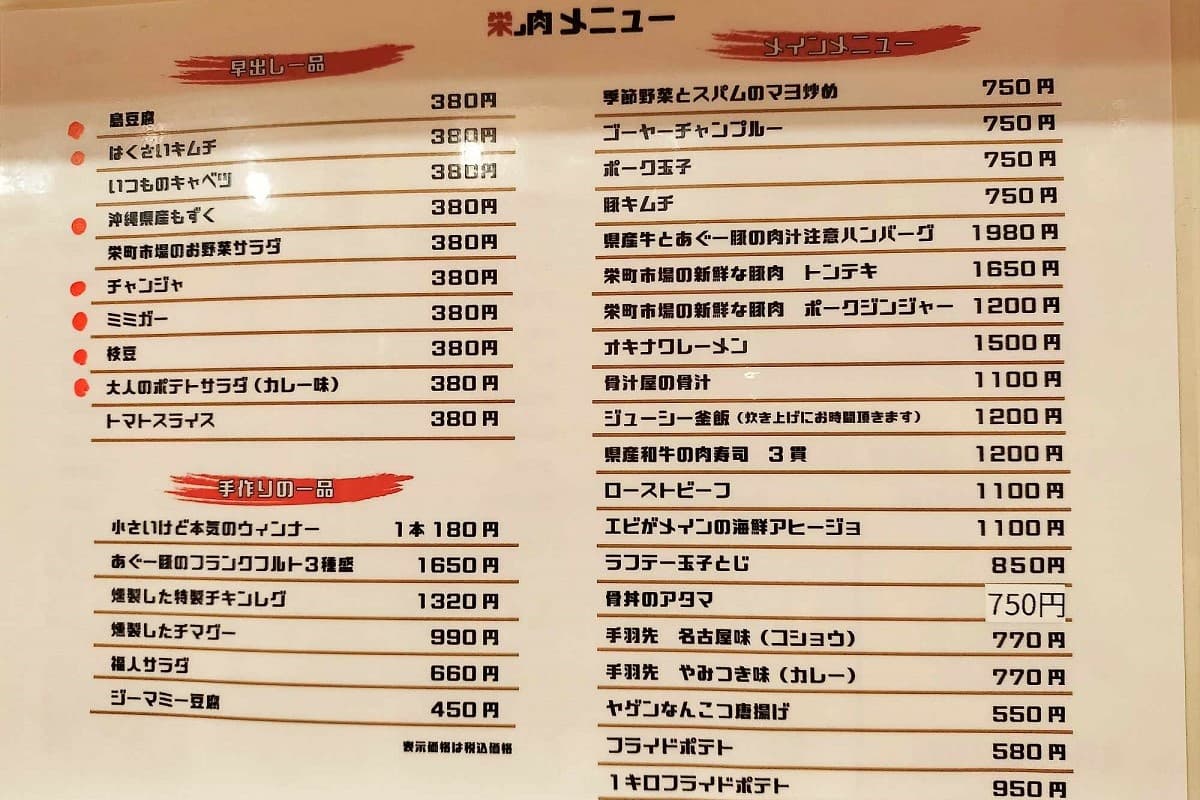 栄ノ肉メニュー
早出し一品
島豆腐 380円
はくさいキムチ 380円
いつものキャベツ 380円
沖縄県産もずく 380円
栄町市場のお野菜サラダ 380円
チャンジャ 380円
ミミガー 380円
枝豆 380円
大人のポテトサラダ（カレー味） 380円
トマトスライス 380円
手作りの一品
小さいけど本気のウィンナー 1本 180円
あぐー豚のフランクフルト3種盛 1650円
燻製した特製チキンレグ 1320円
燻製したチマグー 990円
福人サラダ 660円
ジーマミー豆腐 450円
表示価格は税込価格
メインメニュー
季節野菜とスパムのマヨ炒め 750円
ゴーヤーチャンプルー 750円
ポーク玉子 750円
豚キムチ 750円
県産牛とあぐー豚の肉汁注意ハンバーグ 1980円
栄町市場の新鮮な豚肉 トンテキ 1650円
栄町市場の新鮮な豚肉 ポークジンジャー 1200円
オキナワレーメン 1500円
骨汁屋の骨汁 1100円
ジューシー釜飯（炊き上げにお時間頂きます） 1200円
県産和牛の肉寿司 3貫 1200円
ローストビーフ 1100円
エビがメインの海鮮アヒージョ 1100円
ラフテー玉子とじ 850円
骨丼のアタマ 750円
手羽先 名古屋味（コショウ） 770円
手羽先 やみつき味（カレー） 770円
ヤゲンなんこつ唐揚げ 550円
フライドポテト 580円
1キロフライドポテト 950円